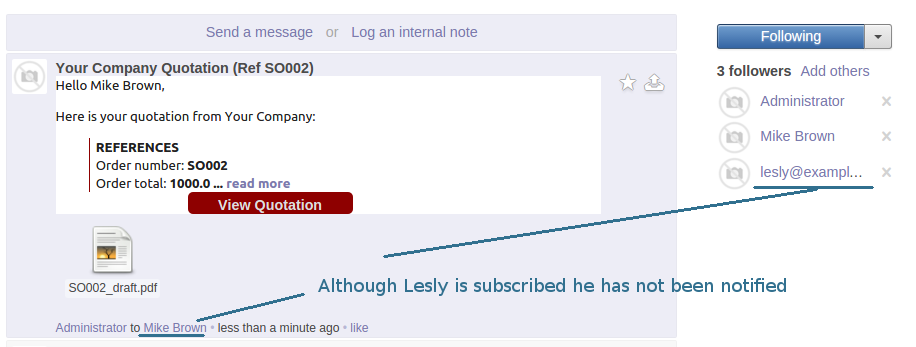 Send a message or Log an internal note
Your Company Quotation (Ref SO002)
Hello Mike Brown,
Here is your quotation from Your Company:
REFERENCES
Order number: SO002
Order total: 1000.0 ... read more
View Quotation
SO002_draft.pdf
Administrator to Mike Brown • less than a minute ago • like
Following
3 followers Add others
Administrator ×
Mike Brown ×
lesly@exampl... ×
Although Lesly is subscribed he has not been notified